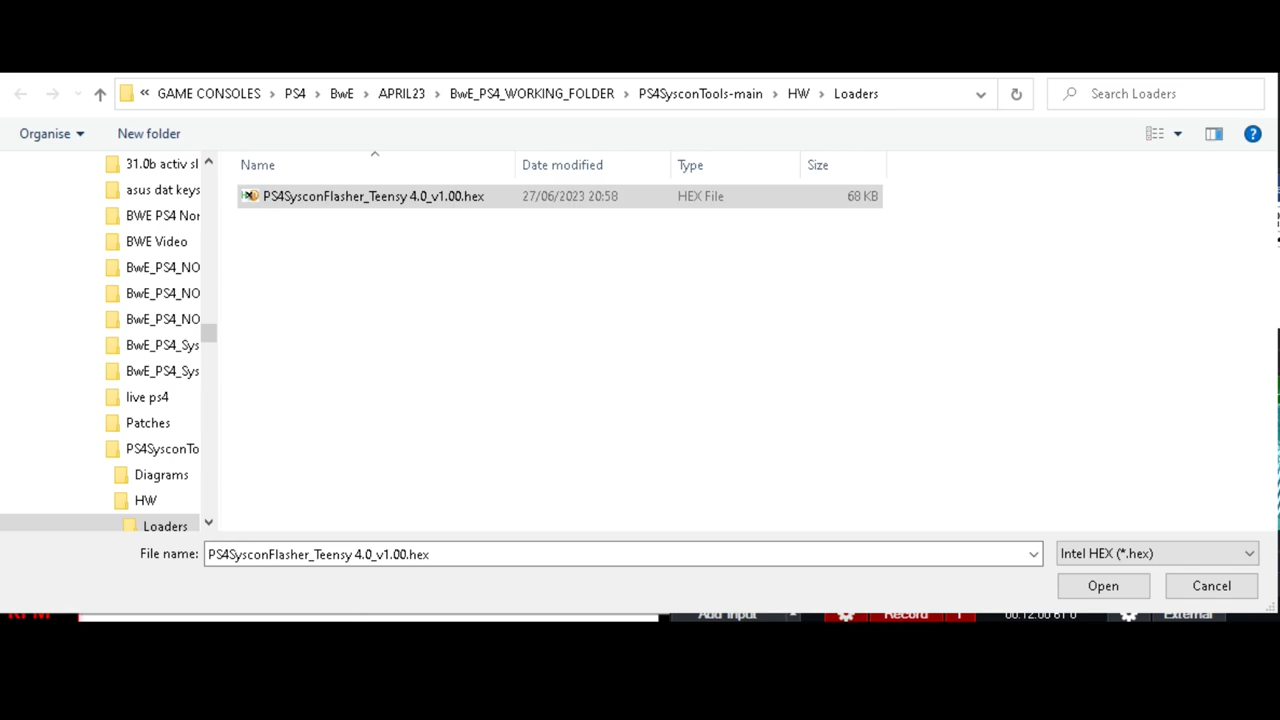 « GAME CONSOLES › PS4 › BwE › APRIL23 › BwE_PS4_WORKING_FOLDER › PS4SysconTools-main › HW › Loaders
Search Loaders
Organise
New folder
?
Name
Date modified
Type
Size
PS4SysconFlasher_Teensy 4.0_v1.00.hex
27/06/2023 20:58
HEX File
68 KB
31.0b activ sl
asus dat keys
BWE PS4 Nor
BWE Video
BwE_PS4_NO
BwE_PS4_NO
BwE_PS4_NO
BwE_PS4_Sys
BwE_PS4_Sys
live ps4
Patches
PS4SysconTo
Diagrams
HW
Loaders
File name:
PS4SysconFlasher_Teensy 4.0_v1.00.hex
Intel HEX (*.hex)
Open
Cancel
Add Input
Record
External